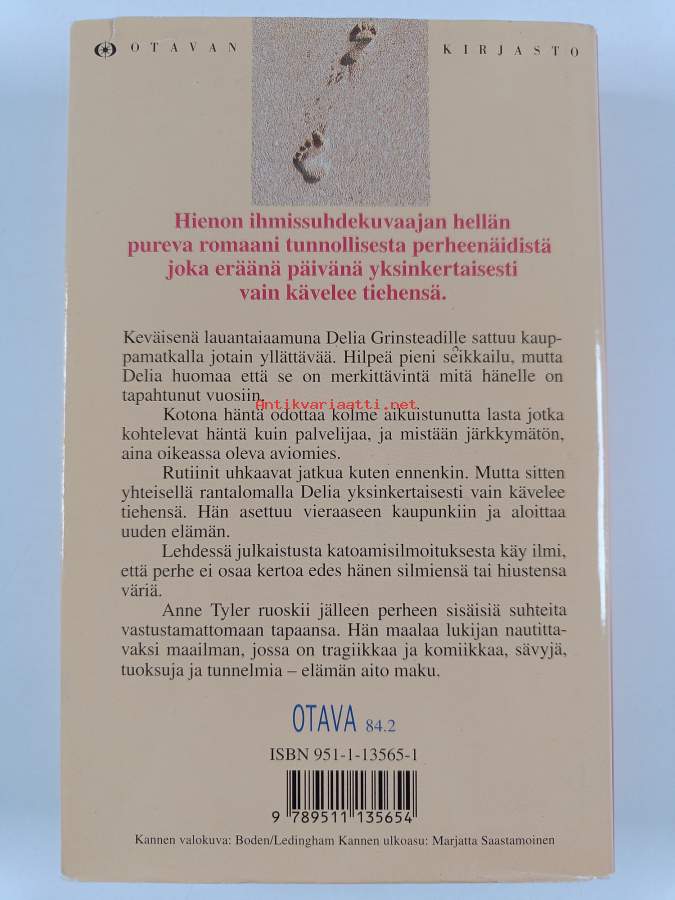 OTAVAN KIRJASTO
Hienon ihmissuhdekuvaajan hellän
pureva romaani tunnollisesta perheenäidistä
joka eräänä päivänä yksinkertaisesti
vain kävelee tiehensä.
Keväisenä lauantaiaamuna Delia Grinsteadille sattuu kaup-
pamatkalla jotain yllättävää. Hilpeä pieni seikkailu, mutta
Delia huomaa että se on merkittävintä mitä hänelle on
tapahtunut vuosiin.
Antikvariaatti.net
Kotona häntä odottaa kolme aikuistunutta lasta jotka
kohtelevat häntä kuin palvelijaa, ja mistään järkkymätön,
aina oikeassa oleva aviomies.
Rutiinit uhkaavat jatkua kuten ennenkin. Mutta sitten
yhteisellä rantalomalla Delia yksinkertaisesti vain kävelee
tiehensä. Hän asettuu vieraaseen kaupunkiin ja aloittaa
uuden elämän.
Lehdessä julkaistusta katoamisilmoituksesta käy ilmi,
että perhe ei osaa kertoa edes hänen silmiensä tai hiustensa
väriä.
Anne Tyler ruoskii jälleen perheen sisäisiä suhteita
vastustamattomaan tapaansa. Hän maalaa lukijan nautitta-
vaksi maailman, jossa on tragiikkaa ja komiikkaa, sävyjä,
tuoksuja ja tunnelmia – elämän aito maku.
OTAVA 84.2
ISBN 951-1-13565-1
9 789511 135654
Kannen valokuva: Boden/Ledingham Kannen ulkoasu: Marjatta Saastamoinen